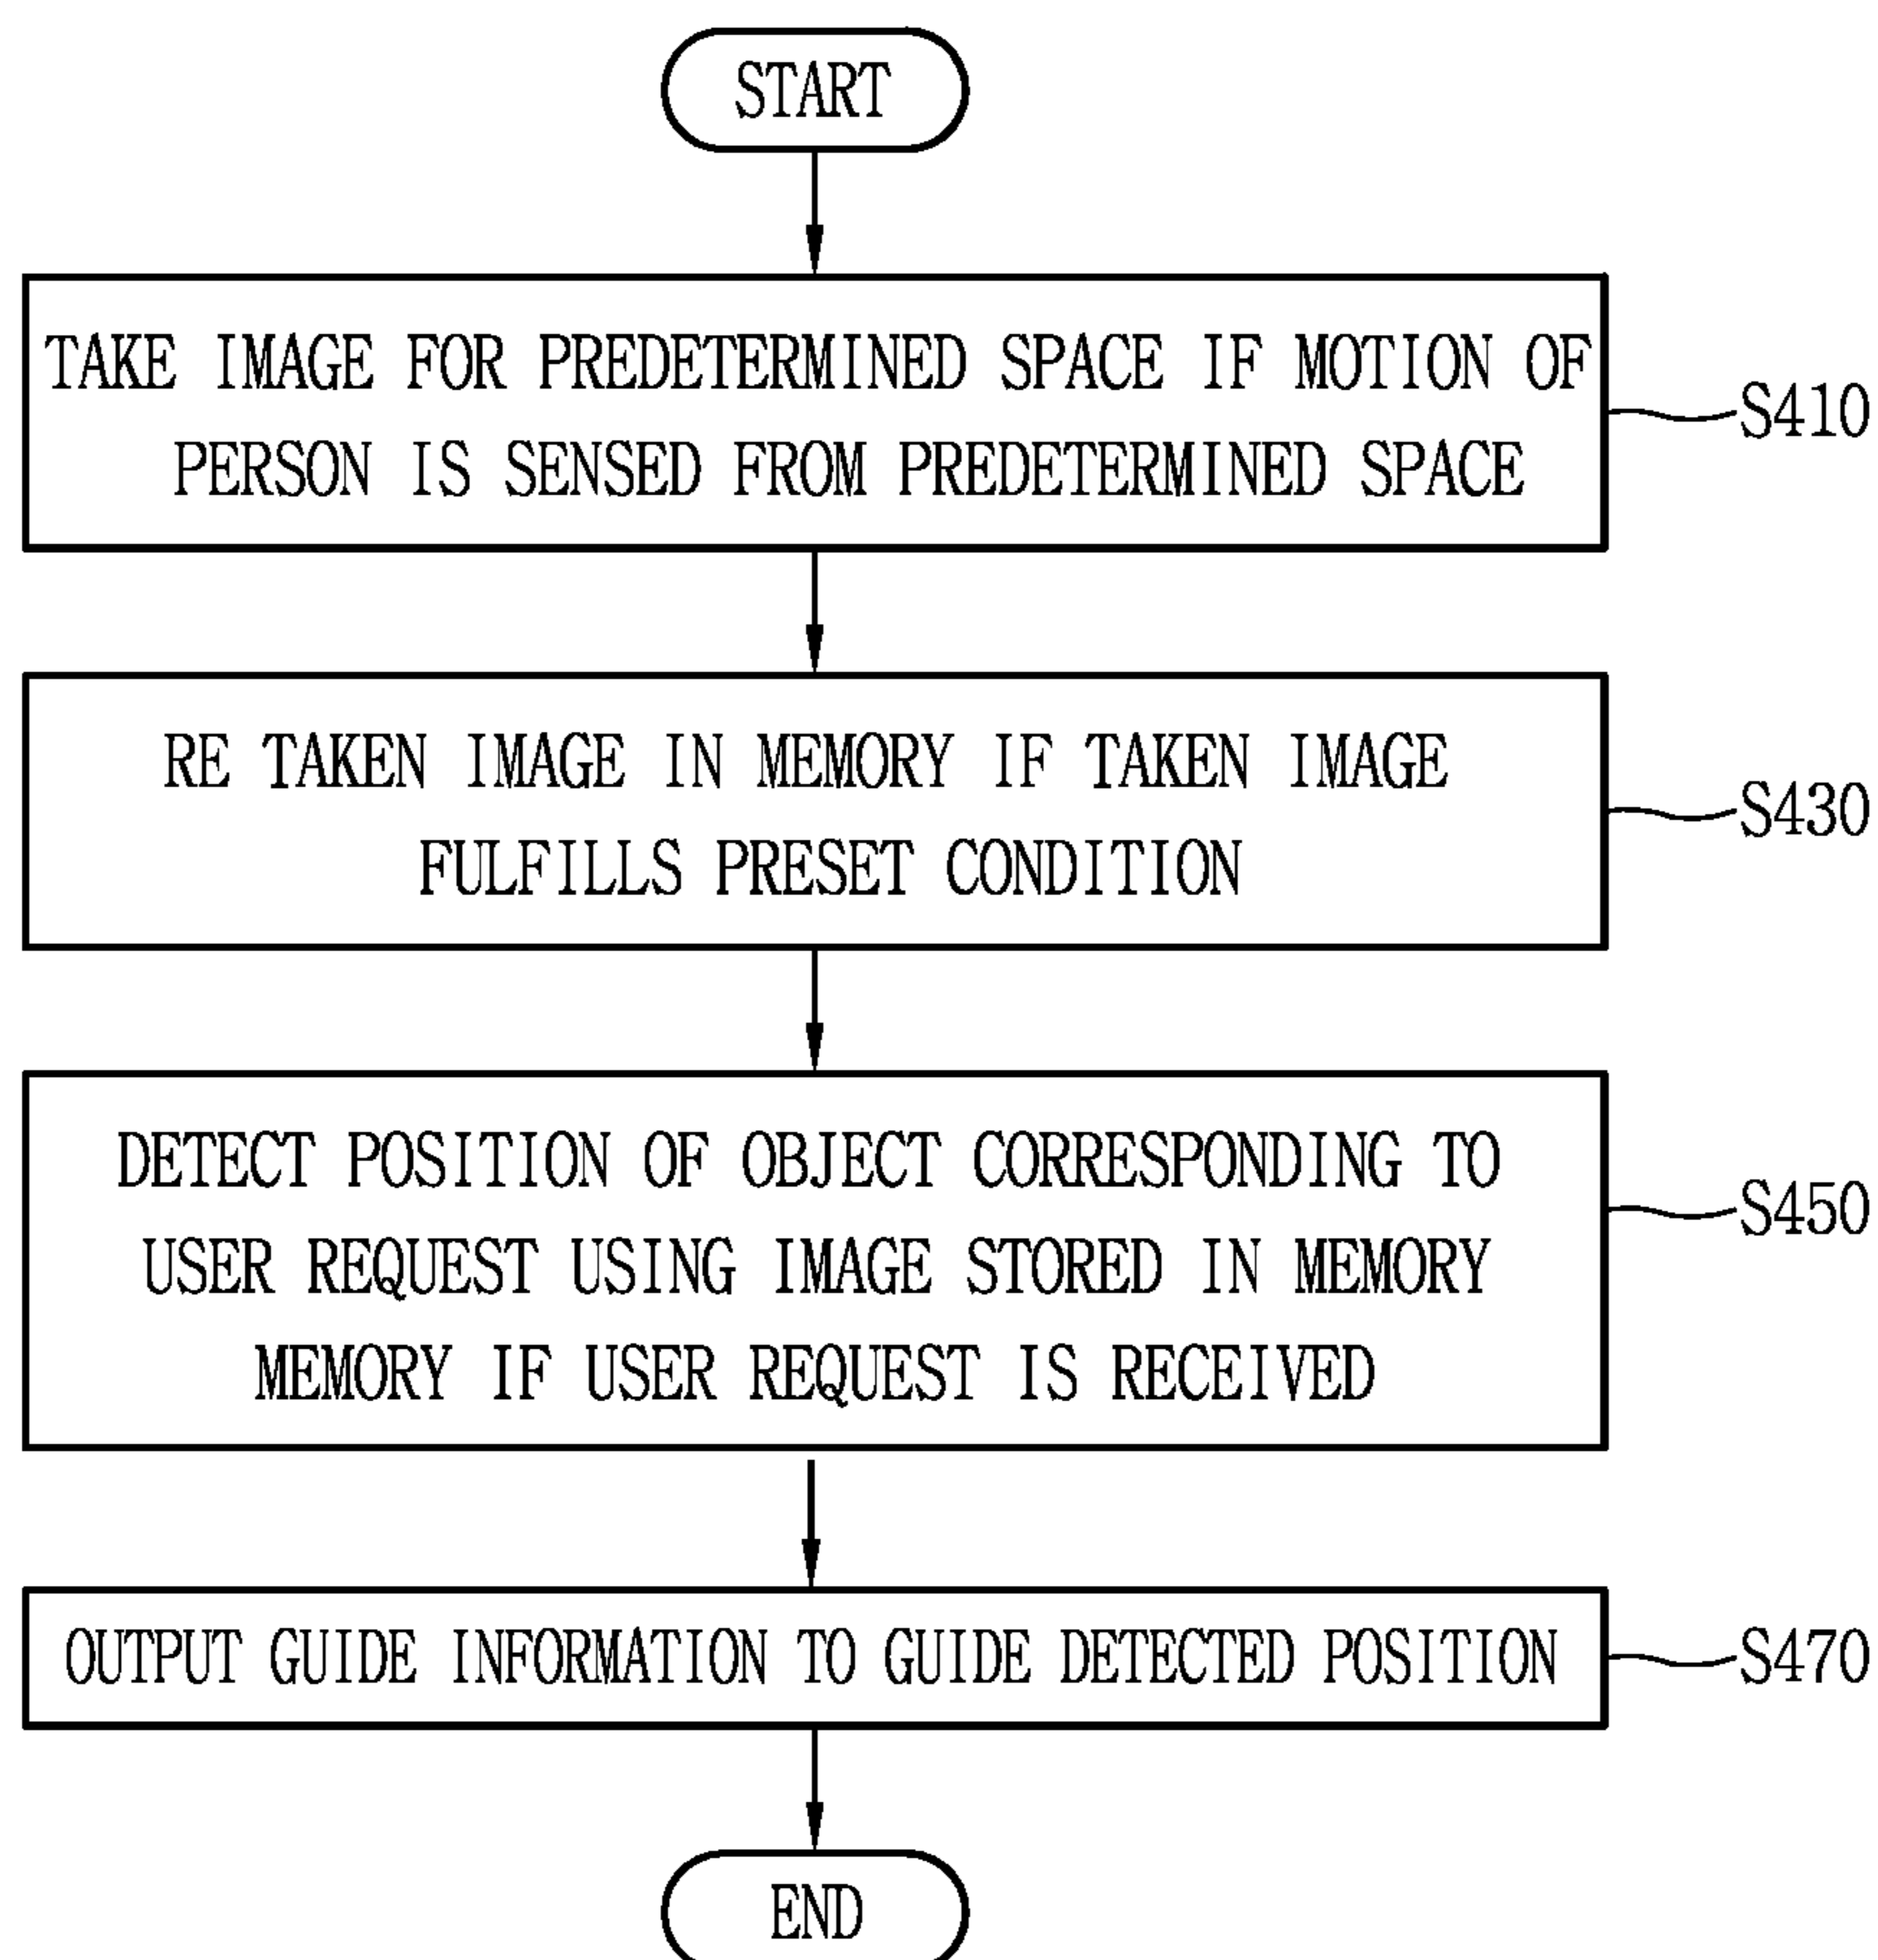 START
TAKE IMAGE FOR PREDETERMINED SPACE IF MOTION OF
PERSON IS SENSED FROM PREDETERMINED SPACE
S410
RE TAKEN IMAGE IN MEMORY IF TAKEN IMAGE
FULFILLS PRESET CONDITION
S430
DETECT POSITION OF OBJECT CORRESPONDING TO
USER REQUEST USING IMAGE STORED IN MEMORY
MEMORY IF USER REQUEST IS RECEIVED
S450
OUTPUT GUIDE INFORMATION TO GUIDE DETECTED POSITION
S470
END